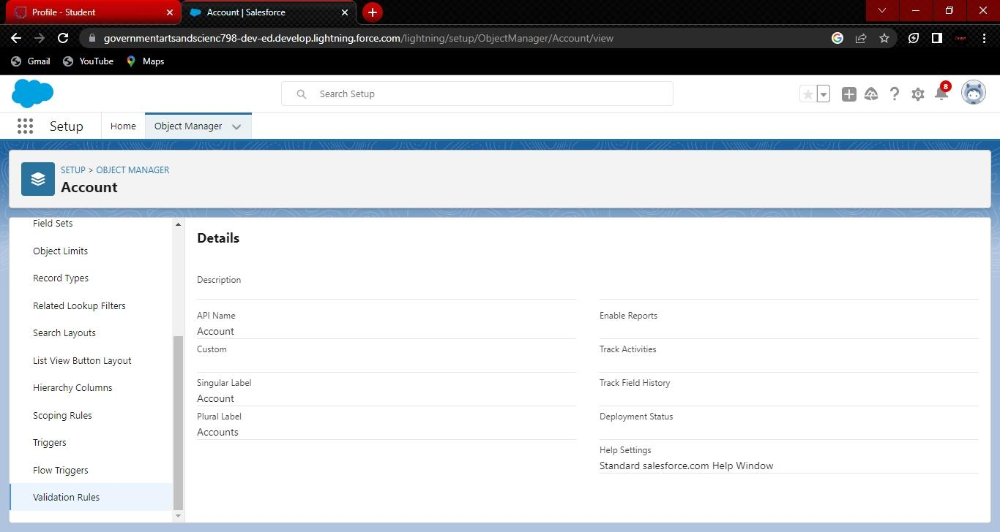 Profile - Student
Account | Salesforce
governmentartsandscienc798-dev-ed.develop.lightning.force.com/lightning/setup/ObjectManager/Account/view
Gmail YouTube Maps
Search Setup
8
Setup Home Object Manager
SETUP > OBJECT MANAGER
Account
Field Sets
Object Limits
Record Types
Related Lookup Filters
Search Layouts
List View Button Layout
Hierarchy Columns
Scoping Rules
Triggers
Flow Triggers
Validation Rules
Details
Description
API Name
Account
Custom
Singular Label
Account
Plural Label
Accounts
Enable Reports
Track Activities
Track Field History
Deployment Status
Help Settings
Standard salesforce.com Help Window